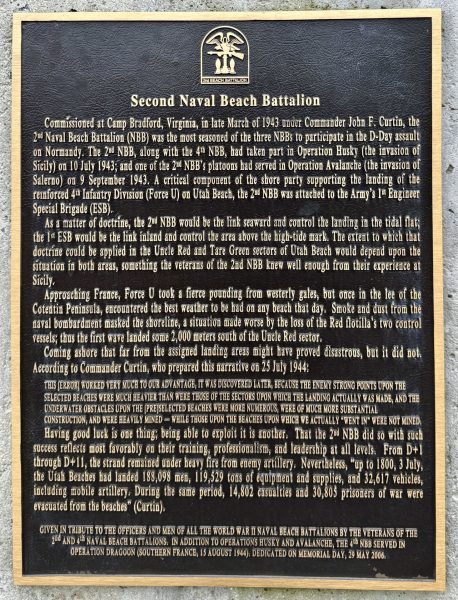 2D BEACH BATTALION
Second Naval Beach Battalion
Commissioned at Camp Bradford, Virginia, in late March of 1943 under Commander John F. Curtin, the
2nd Naval Beach Battalion (NBB) was the most seasoned of the three NBBs to participate in the D-Day assault
on Normandy. The 2nd NBB, along with the 4th NBB, had taken part in Operation Husky (the invasion of
Sicily) on 10 July 1943; and one of the 2nd NBB's platoons had served in Operation Avalanche (the invasion of
Salerno) on 9 September 1943. A critical component of the shore party supporting the landing of the
reinforced 4th Infantry Division (Force U) on Utah Beach, the 2nd NBB was attached to the Army's 1st Engineer
Special Brigade (ESB).
As a matter of doctrine, the 2nd NBB would be the link seaward and control the landing in the tidal flat;
the 1st ESB would be the link inland and control the area above the high-tide mark. The extent to which that
doctrine could be applied in the Uncle Red and Tare Green sectors of Utah Beach would depend upon the
situation in both areas, something the veterans of the 2nd NBB knew well enough from their experience at
Sicily.
Approaching France, Force U took a fierce pounding from westerly gales, but once in the lee of the
Cotentin Peninsula, encountered the best weather to be had on any beach that day. Smoke and dust from the
naval bombardment masked the shoreline, a situation made worse by the loss of the Red flotilla's two control
vessels; thus the first wave landed some 2,000 meters south of the Uncle Red sector.
Coming ashore that far from the assigned landing areas might have proved disastrous, but it did not.
According to Commander Curtin, who prepared this narrative on 25 July 1944:
THIS [ERROR] WORKED VERY MUCH TO OUR ADVANTAGE, IT WAS DISCOVERED LATER, BECAUSE THE ENEMY STRONG POINTS UPON THE
SELECTED BEACHES WERE MUCH HEAVIER THAN WERE THOSE OF THE SECTORS UPON WHICH THE LANDING ACTUALLY WAS MADE, AND THE
UNDERWATER OBSTACLES UPON THE [PRE]SELECTED BEACHES WERE MORE NUMEROUS, WERE OF MUCH MORE SUBSTANTIAL
CONSTRUCTION, AND WERE HEAVILY MINED — WHILE THOSE UPON THE BEACHES UPON WHICH WE ACTUALLY "WENT IN" WERE NOT MINED.
Having good luck is one thing; being able to exploit it is another. That the 2nd NBB did so with such
success reflects most favorably on their training, professionalism, and leadership at all levels. From D+1
through D+11, the strand remained under heavy fire from enemy artillery. Nevertheless, "up to 1800, 3 July,
the Utah Beaches had landed 188,098 men, 119,529 tons of equipment and supplies, and 32,617 vehicles,
including mobile artillery. During the same period, 14,802 casualties and 30,805 prisoners of war were
evacuated from the beaches" (Curtin).
GIVEN IN TRIBUTE TO THE OFFICERS AND MEN OF ALL THE WORLD WAR II NAVAL BEACH BATTALIONS BY THE VETERANS OF THE
2nd AND 4th NAVAL BEACH BATTALIONS. IN ADDITION TO OPERATIONS HUSKY AND AVALANCHE, THE 4th NBB SERVED IN
OPERATION DRAGOON (SOUTHERN FRANCE, 15 AUGUST 1944). DEDICATED ON MEMORIAL DAY, 29 MAY 2006.